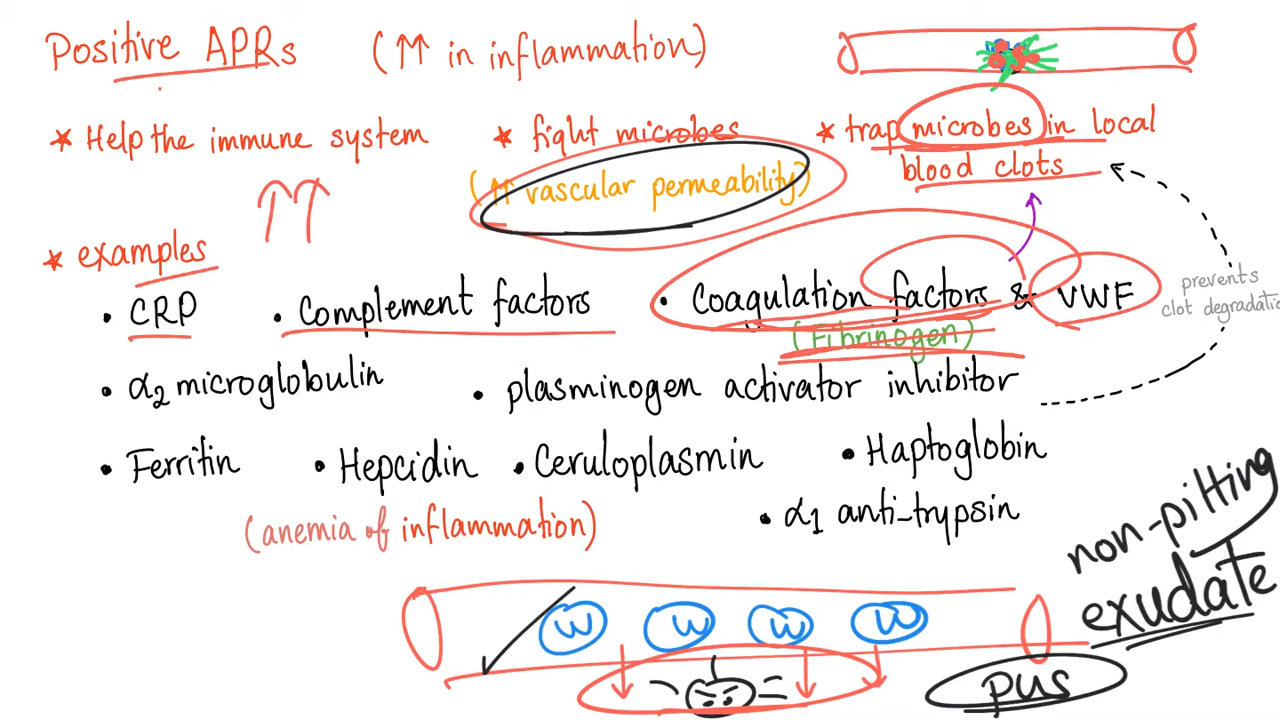 Positive APRs (↑↑ in inflammation)
* Help the immune system * fight microbes * trap microbes in local blood clots
(↑↑ vascular permeability)
↑↑
* examples
• CRP • Complement factors • Coagulation factors & VWF
(Fibrinogen)
prevents
clot degradatio
• α2 microglobulin • plasminogen activator inhibitor
• Ferritin • Hepcidin • Ceruloplasmin • Haptoglobin
(anemia of inflammation) • α1 anti-trypsin
non-pitting
exudate
W W W W
pus